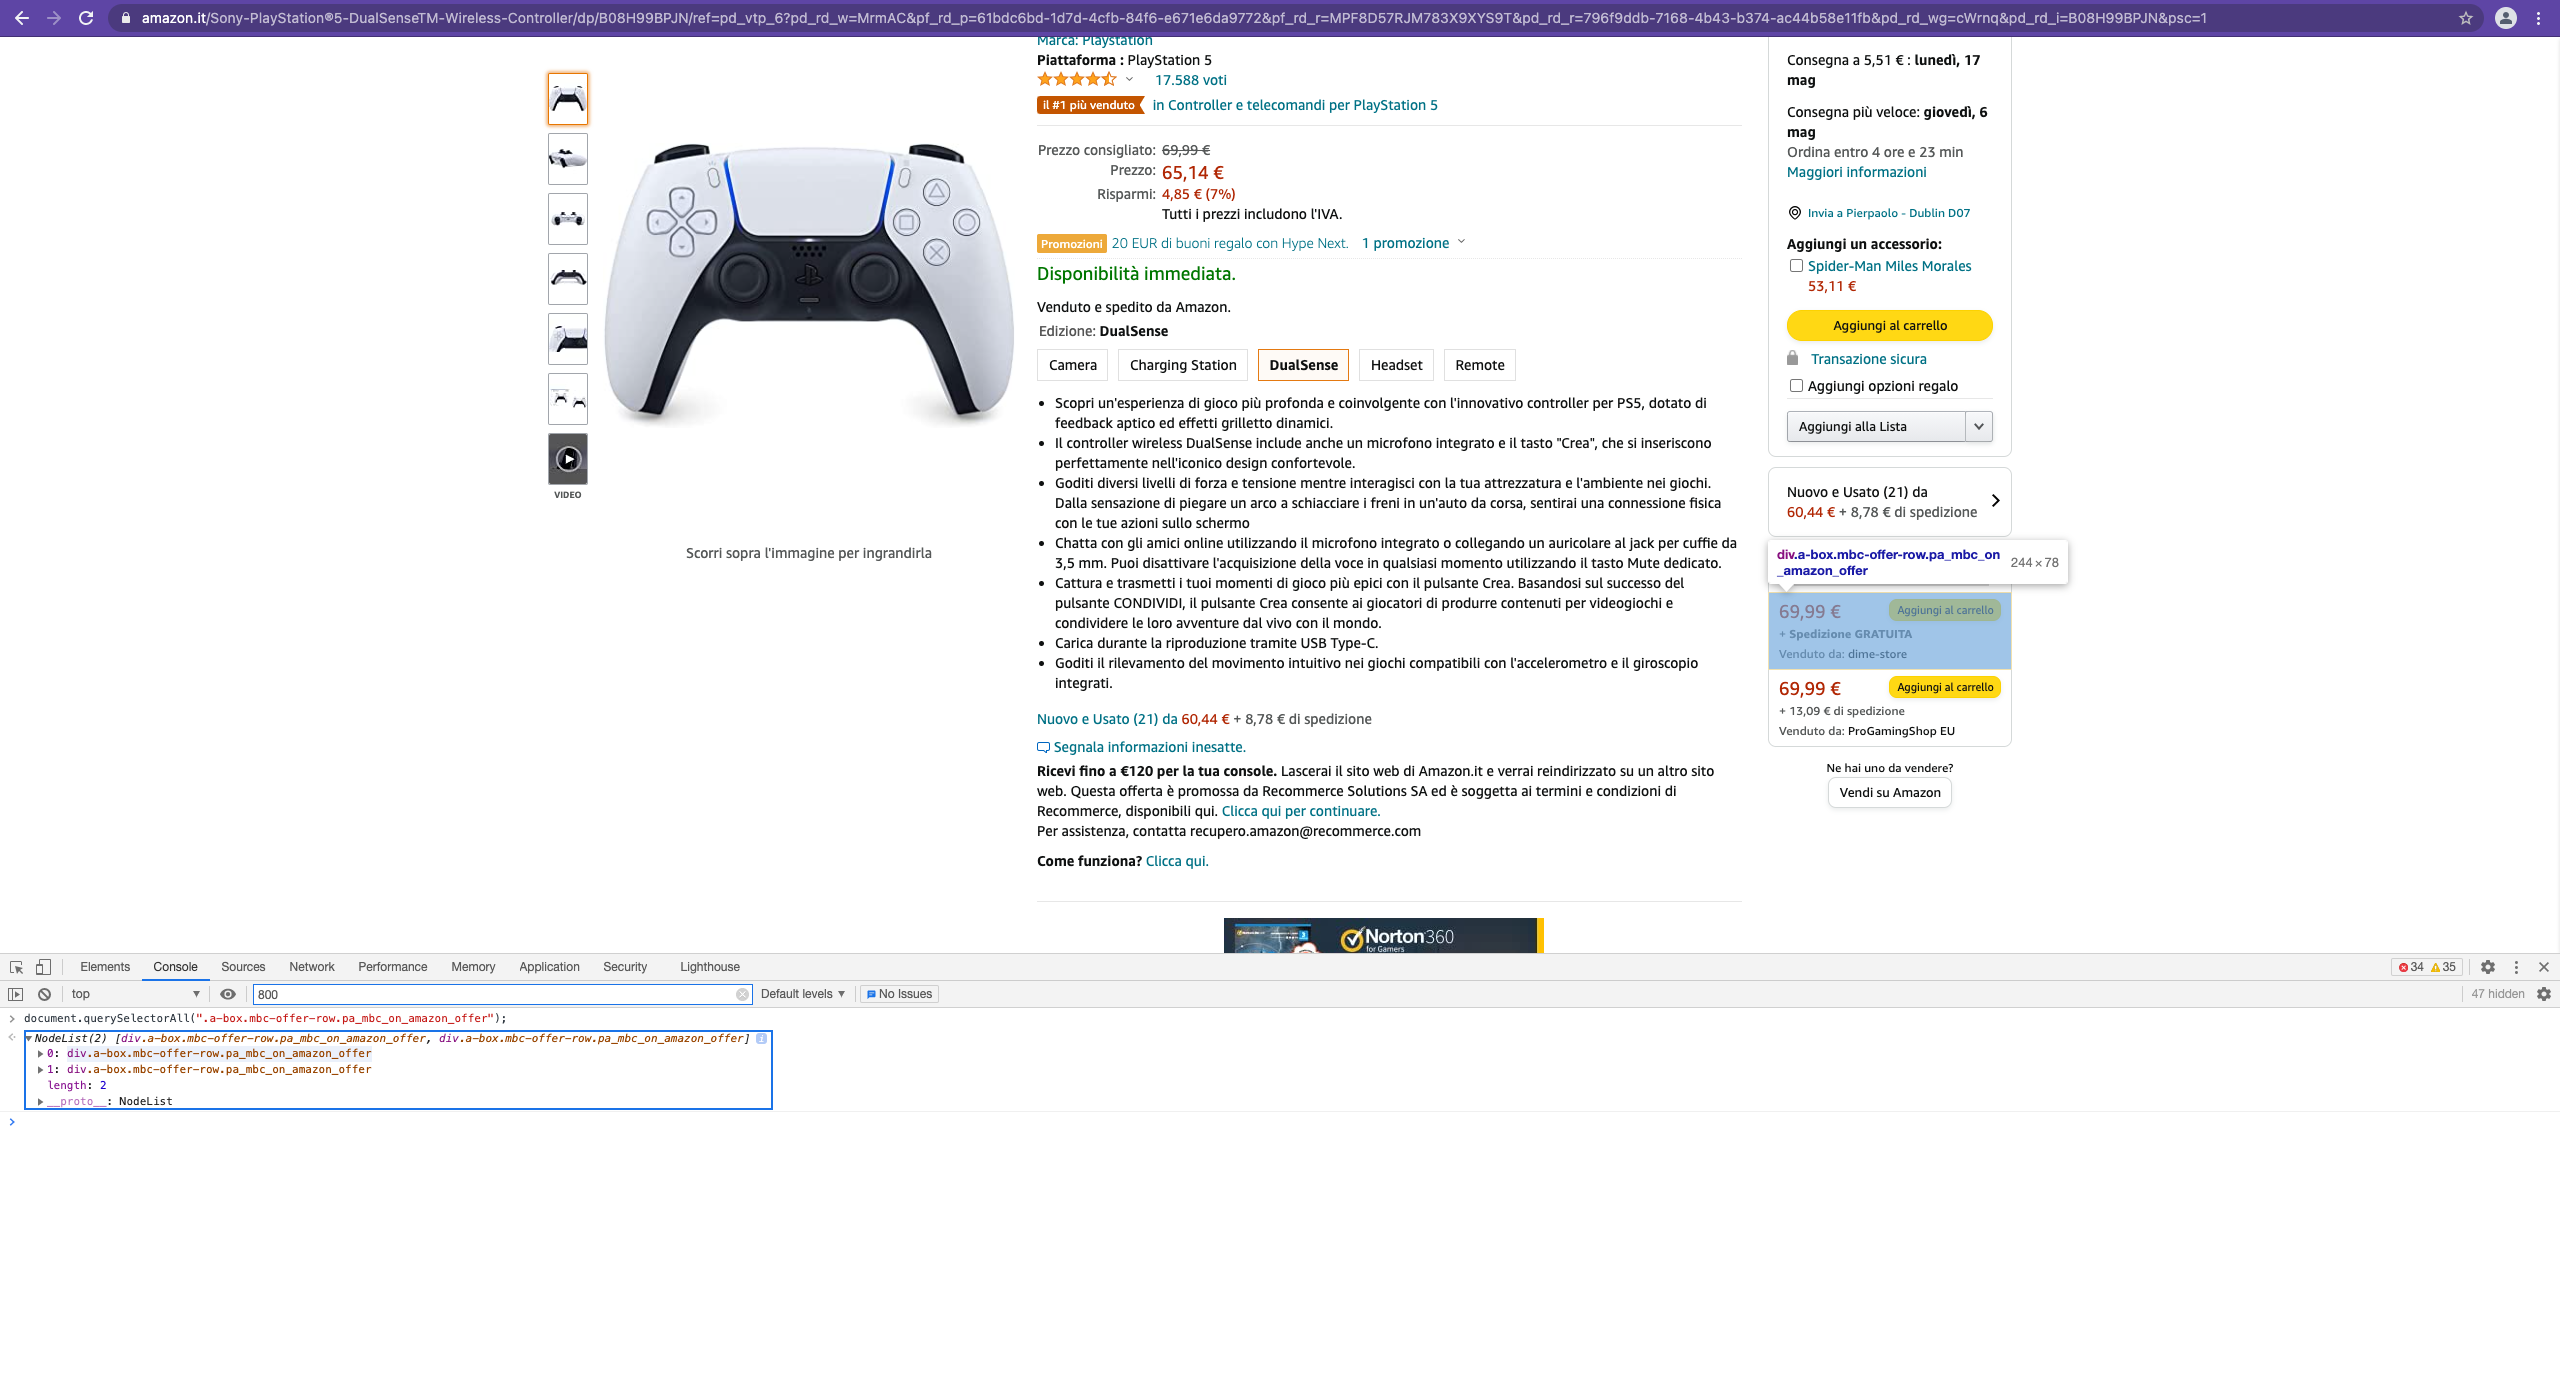 amazon.it/Sony-PlayStation®5-DualSenseTM-Wireless-Controller/dp/B08H99BPJN/ref=pd_vtp_6?pd_rd_w=MrmAC&pf_rd_p=61bdc6bd-1d7d-4cfb-84f6-e671e6da9772&pf_rd_r=MPF8D57RJM783X9XYS9T&pd_rd_r=796f9ddb-7168-4b43-b374-ac44b58e11fb&pd_rd_wg=cWrnq&pd_rd_i=B08H99BPJN&psc=1
VIDEO
Scorri sopra l'immagine per ingrandirla
Marca: Playstation
Piattaforma : PlayStation 5
17.588 voti
il #1 più venduto in Controller e telecomandi per PlayStation 5
Prezzo consigliato: 69,99 €
Prezzo: 65,14 €
Risparmi: 4,85 € (7%)
Tutti i prezzi includono l'IVA.
Promozioni 20 EUR di buoni regalo con Hype Next. 1 promozione
Disponibilità immediata.
Venduto e spedito da Amazon.
Edizione: DualSense
Camera Charging Station DualSense Headset Remote
• Scopri un'esperienza di gioco più profonda e coinvolgente con l'innovativo controller per PS5, dotato di
feedback aptico ed effetti grilletto dinamici.
• Il controller wireless DualSense include anche un microfono integrato e il tasto "Crea", che si inseriscono
perfettamente nell'iconico design confortevole.
• Goditi diversi livelli di forza e tensione mentre interagisci con la tua attrezzatura e l'ambiente nei giochi.
Dalla sensazione di piegare un arco a schiacciare i freni in un'auto da corsa, sentirai una connessione fisica
con le tue azioni sullo schermo
• Chatta con gli amici online utilizzando il microfono integrato o collegando un auricolare al jack per cuffie da
3,5 mm. Puoi disattivare l'acquisizione della voce in qualsiasi momento utilizzando il tasto Mute dedicato.
• Cattura e trasmetti i tuoi momenti di gioco più epici con il pulsante Crea. Basandosi sul successo del
pulsante CONDIVIDI, il pulsante Crea consente ai giocatori di produrre contenuti per videogiochi e
condividere le loro avventure dal vivo con il mondo.
• Carica durante la riproduzione tramite USB Type-C.
• Goditi il rilevamento del movimento intuitivo nei giochi compatibili con l'accelerometro e il giroscopio
integrati.
Nuovo e Usato (21) da 60,44 € + 8,78 € di spedizione
Segnala informazioni inesatte.
Ricevi fino a €120 per la tua console. Lascerai il sito web di Amazon.it e verrai reindirizzato su un altro sito
web. Questa offerta è promossa da Recommerce Solutions SA ed è soggetta ai termini e condizioni di
Recommerce, disponibili qui. Clicca qui per continuare.
Per assistenza, contatta recupero.amazon@recommerce.com
Come funziona? Clicca qui.
Norton 360
for Gamers
Consegna a 5,51 € : lunedì, 17
mag
Consegna più veloce: giovedì, 6
mag
Ordina entro 4 ore e 23 min
Maggiori informazioni
Invia a Pierpaolo - Dublin D07
Aggiungi un accessorio:
Spider-Man Miles Morales
53,11 €
Aggiungi al carrello
Transazione sicura
Aggiungi opzioni regalo
Aggiungi alla Lista
Nuovo e Usato (21) da
60,44 € + 8,78 € di spedizione
div.a-box.mbc-offer-row.pa_mbc_on 244 × 78
_amazon_offer
69,99 € Aggiungi al carrello
+ Spedizione GRATUITA
Venduto da: dime-store
69,99 € Aggiungi al carrello
+ 13,09 € di spedizione
Venduto da: ProGamingShop EU
Ne hai uno da vendere?
Vendi su Amazon
Elements Console Sources Network Performance Memory Application Security Lighthouse 34 35
top 800 Default levels No Issues 47 hidden
document.querySelectorAll(".a-box.mbc-offer-row.pa_mbc_on_amazon_offer");
NodeList(2) [div.a-box.mbc-offer-row.pa_mbc_on_amazon_offer, div.a-box.mbc-offer-row.pa_mbc_on_amazon_offer] i
0: div.a-box.mbc-offer-row.pa_mbc_on_amazon_offer
1: div.a-box.mbc-offer-row.pa_mbc_on_amazon_offer
length: 2
__proto__: NodeList